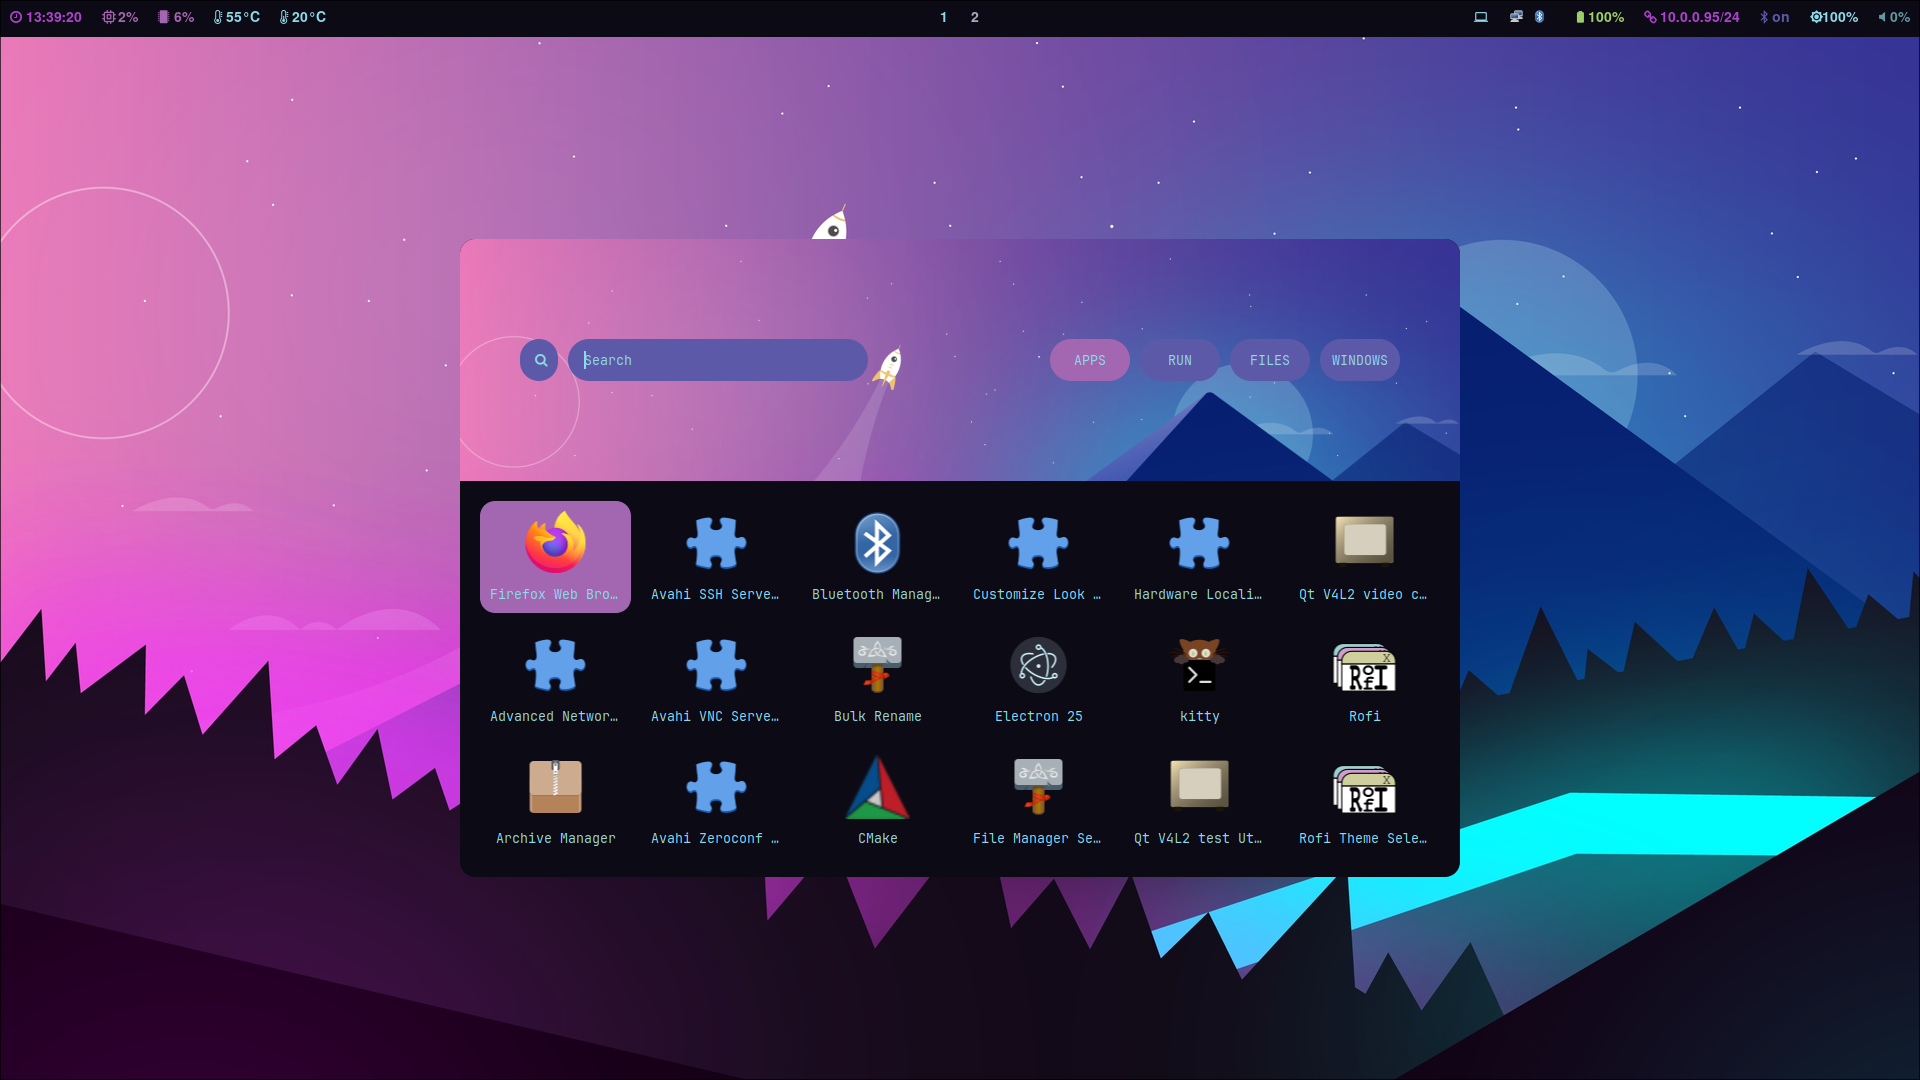 13:39:20 2% 6% 55°C 20°C 1 2 100% 10.0.0.95/24 on 100% 0%
Search APPS RUN FILES WINDOWS
Firefox Web Bro… Avahi SSH Serve… Bluetooth Manag… Customize Look … Hardware Locali… Qt V4L2 video c…
X
RofI
Advanced Networ… Avahi VNC Serve… Bulk Rename Electron 25 kitty Rofi
X
RofI
Archive Manager Avahi Zeroconf … CMake File Manager Se… Qt V4L2 test Ut… Rofi Theme Sele…